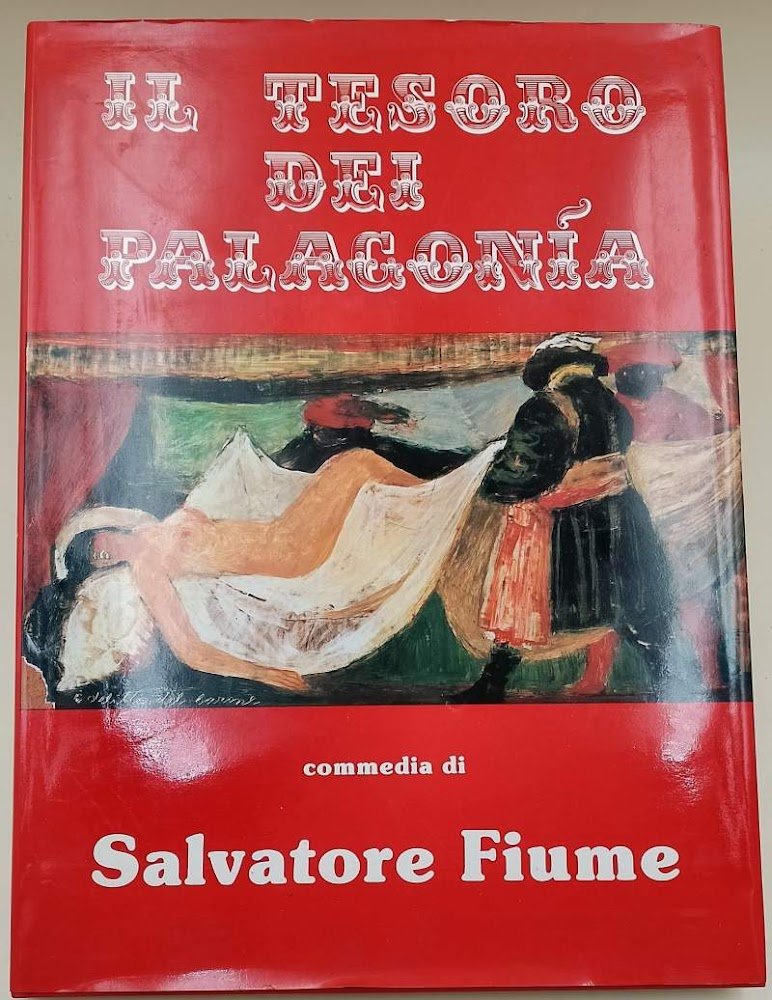 IL TESORO
DEI
PALAGONÍA
commedia di
Salvatore Fiume